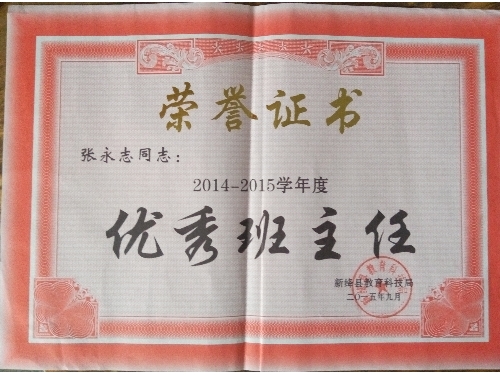 荣誉证书
张永志同志：
2014-2015学年度
优秀班主任
新绛县教育科技局
二〇一五年九月